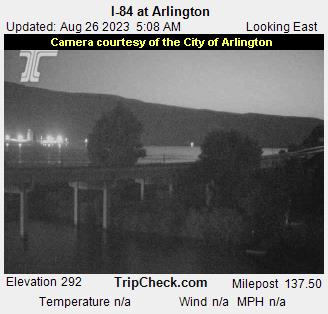 I-84 at Arlington
Updated: Aug 26 2023 5:08 AM Looking East
Camera courtesy of the City of Arlington
Elevation 292 TripCheck.com Milepost 137.50
Temperature n/a Wind n/a MPH n/a